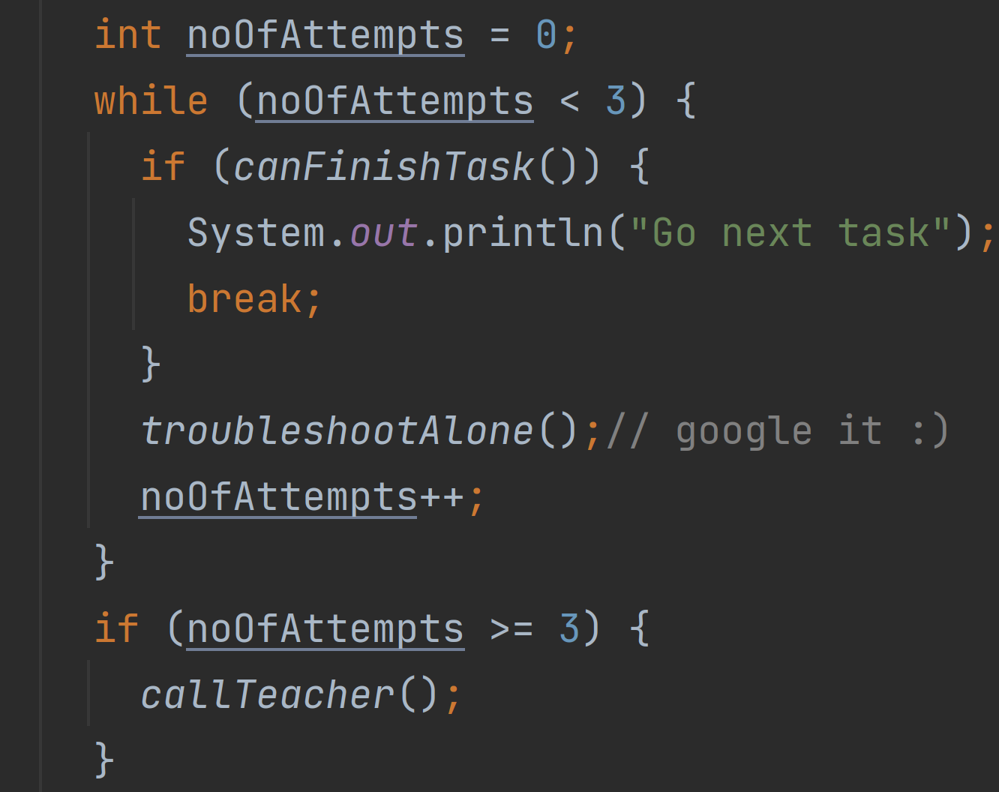 int noOfAttempts = 0;
while (noOfAttempts < 3) {
if (canFinishTask()) {
System.out.println("Go next task");
break;
}
troubleshootAlone();// google it :)
noOfAttempts++;
}
if (noOfAttempts >= 3) {
callTeacher();
}